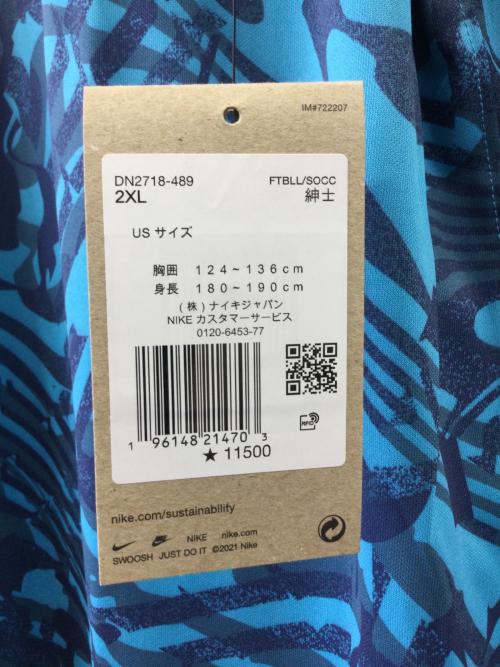 IM#722207
DN2718-489 FTBLL/SOCC
2XL 紳士
US サイズ
胸囲 124~136cm
身長 180~190cm
(株)ナイキジャパン
NIKE カスタマーサービス
0120-6453-77
RFID
1 96148 21470 3
★ 11500
nike.com/sustainability
NIKE nike.com
SWOOSH JUST DO IT ©2021 Nike